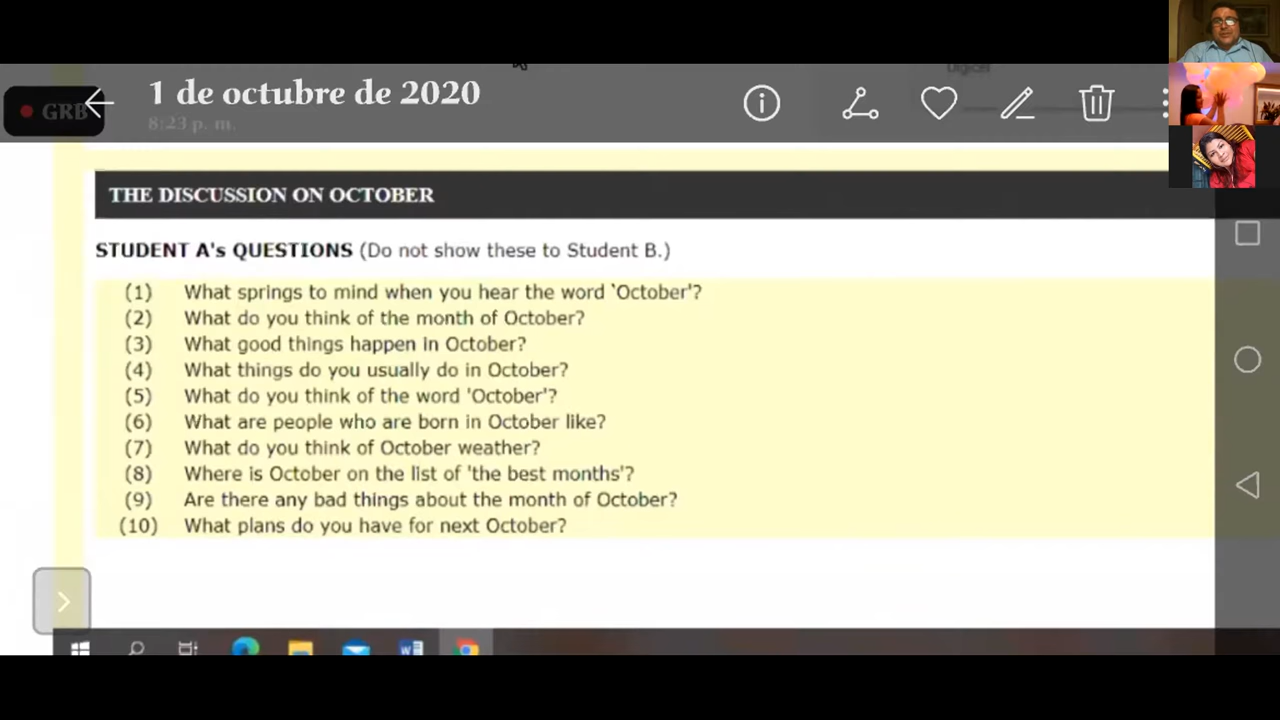 1 de octubre de 2020
8:23 p. m.
GRB
Digicel
THE DISCUSSION ON OCTOBER
STUDENT A's QUESTIONS (Do not show these to Student B.)
(1) What springs to mind when you hear the word ‘October'?
(2) What do you think of the month of October?
(3) What good things happen in October?
(4) What things do you usually do in October?
(5) What do you think of the word 'October'?
(6) What are people who are born in October like?
(7) What do you think of October weather?
(8) Where is October on the list of 'the best months'?
(9) Are there any bad things about the month of October?
(10) What plans do you have for next October?